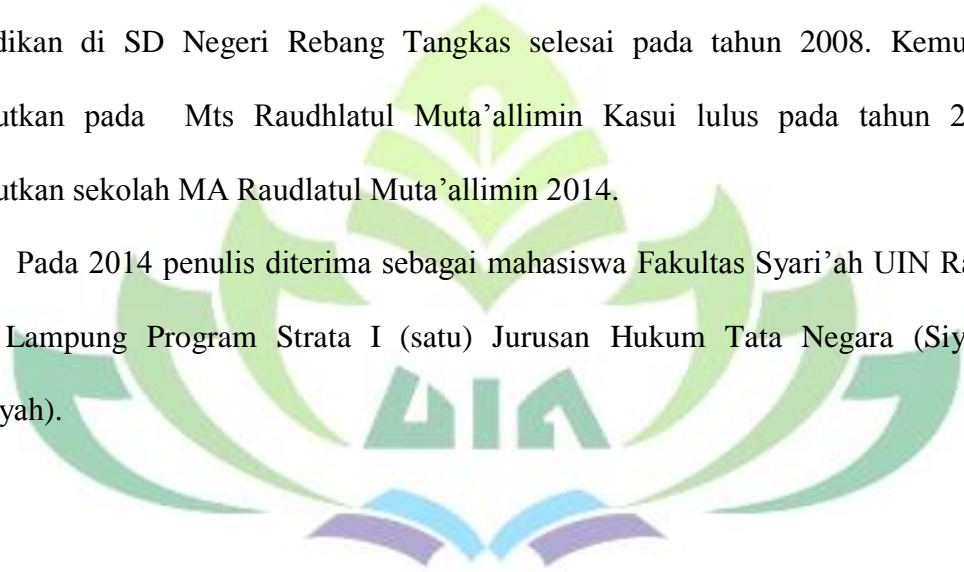 dikan di SD Negeri Rebang Tangkas selesai pada tahun 2008. Kemu
utkan pada Mts Raudhlatul Muta’allimin Kasui lulus pada tahun 2
utkan sekolah MA Raudlatul Muta’allimin 2014.
Pada 2014 penulis diterima sebagai mahasiswa Fakultas Syari’ah UIN Ra
Lampung Program Strata I (satu) Jurusan Hukum Tata Negara (Siy
yah).
UIN